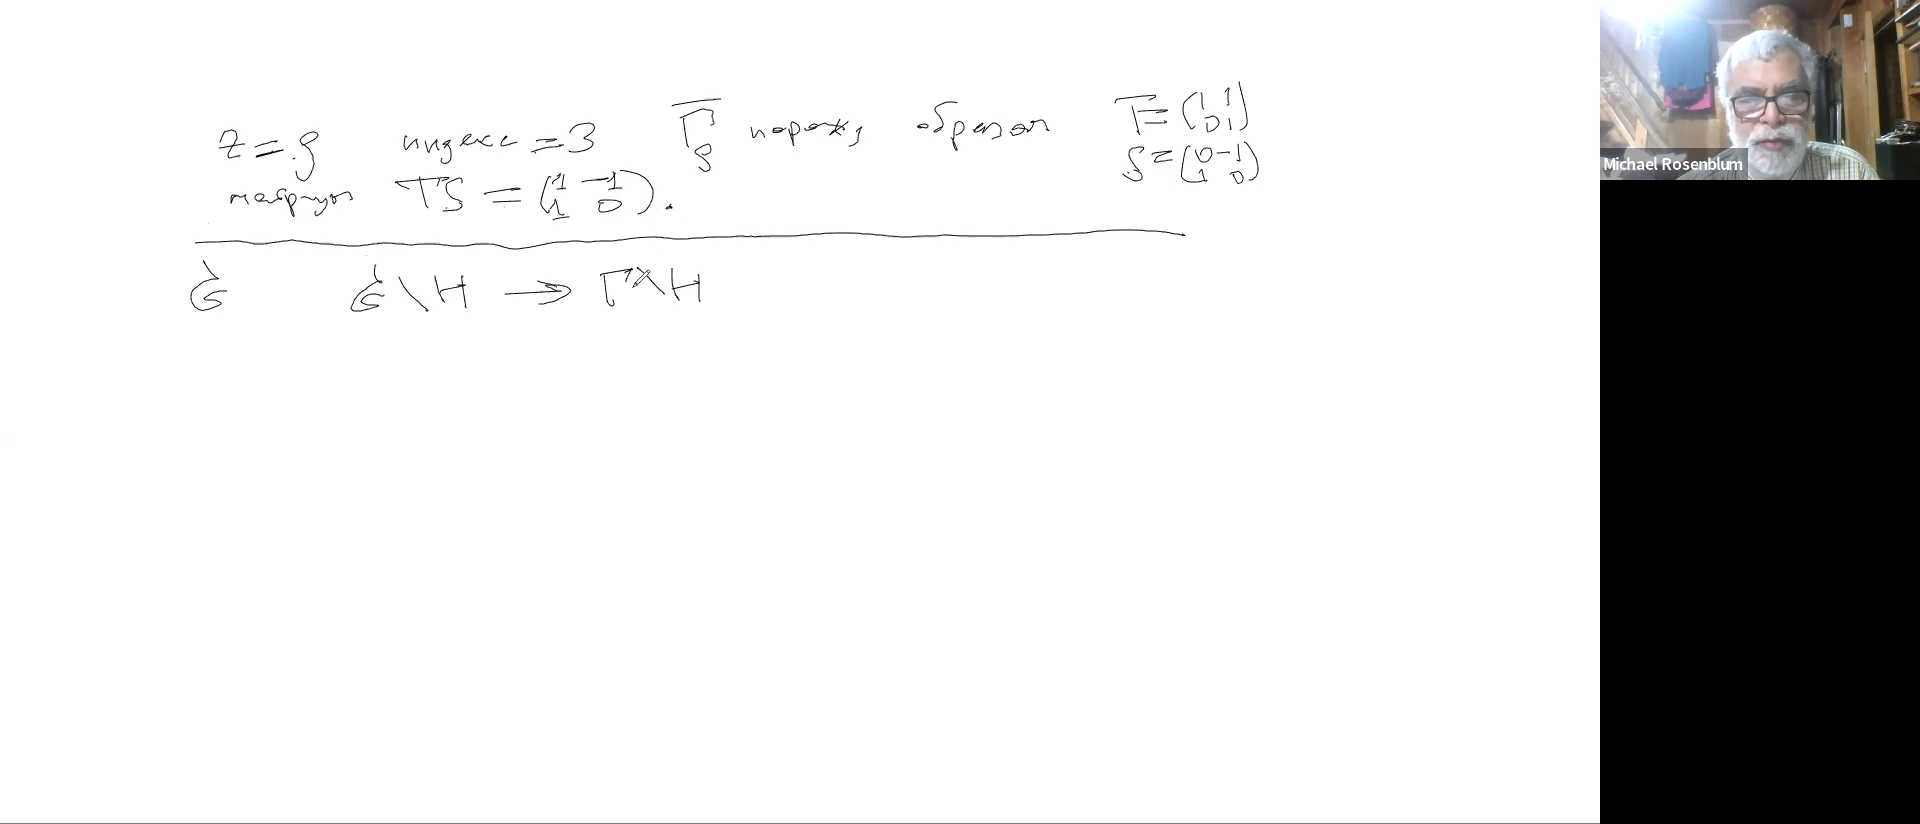 z = ρ индекс = 3 Γ̅_ρ порожд образом T = (1 1; 0 1)
S = (0 -1; 1 0)
матрицы TS = (1 -1; 1 0).
G \ H → Γ \ H
Michael Rosenblum